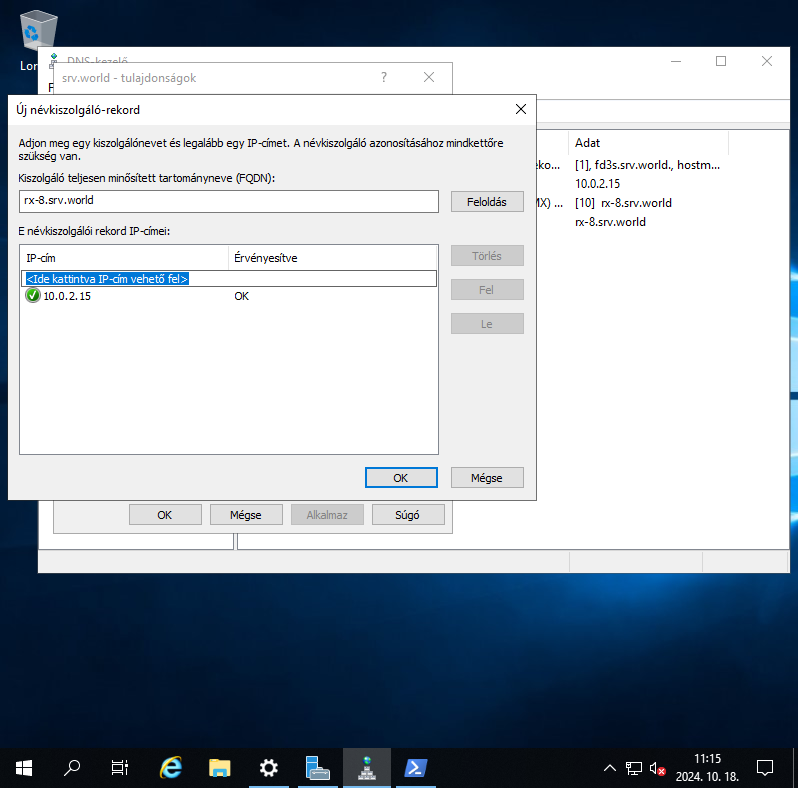 Lom
DNS-kezelő
F
srv.world - tulajdonságok
?
Új névkiszolgáló-rekord
Adjon meg egy kiszolgálónevet és legalább egy IP-címet. A névkiszolgáló azonosításához mindkettőre
szükség van.
Kiszolgáló teljesen minősített tartományneve (FQDN):
rx-8.srv.world
Feloldás
E névkiszolgálói rekord IP-címei:
IP-cím
Érvényesítve
<Ide kattintva IP-cím vehető fel>
10.0.2.15
OK
Törlés
Fel
Le
OK
Mégse
Adat
eko...
[1], fd3s.srv.world., hostm...
10.0.2.15
MX) ...
[10] rx-8.srv.world
rx-8.srv.world
OK
Mégse
Alkalmaz
Súgó
11:15
2024. 10. 18.